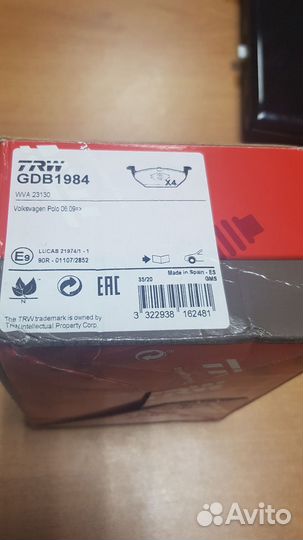 TRW
GDB1984
WVA 23130
X4
Volkswagen Polo 06.09=>
E9
LUCAS 21974/1 - 1
90R - 01107/2852
N
EAC
35/20
Made in Spain - ES
GMS
The TRW trademark is owned by
TRW Intellectual Property Corp.
3 322938 162481
Avito